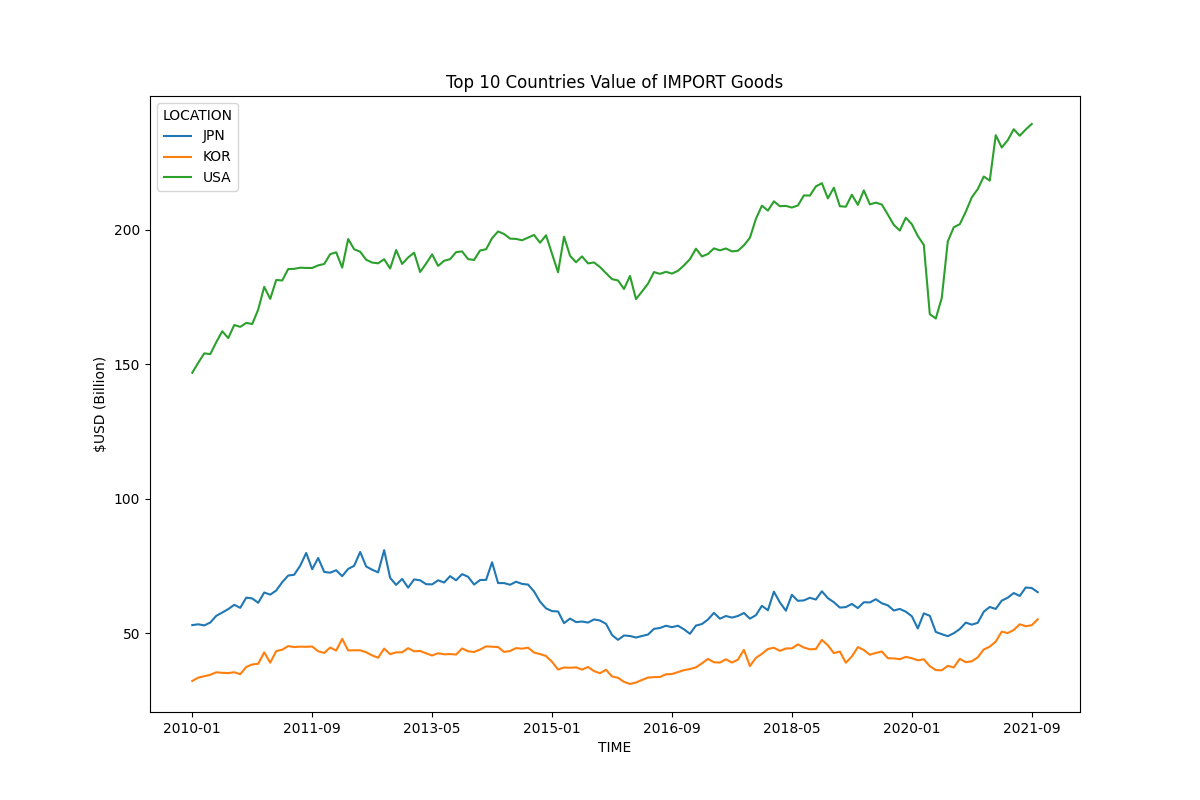 Top 10 Countries Value of IMPORT Goods
LOCATION
JPN
KOR
USA
$USD (Billion)
200
150
100
50
2010-01 2011-09 2013-05 2015-01 2016-09 2018-05 2020-01 2021-09
TIME